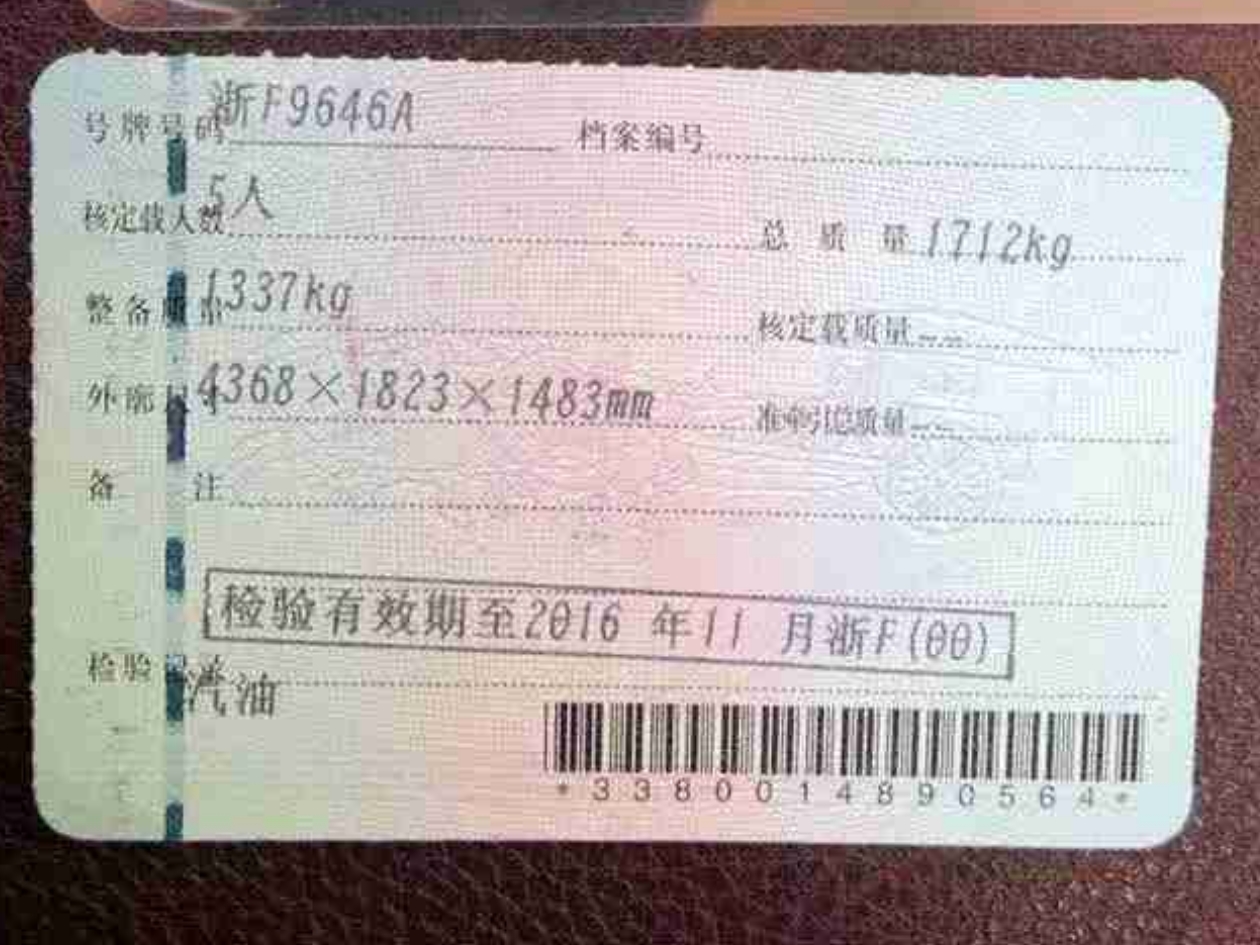 号牌号码 浙F9646A 档案编号
核定载人数 5人 总质量 1712kg
整备质量 1337kg 核定载质量 --
外廓尺寸 4368×1823×1483mm 准牵引总质量 --
备注
检验有效期至2016 年11 月浙F(00)
检验记录
汽油
*3380014890564*